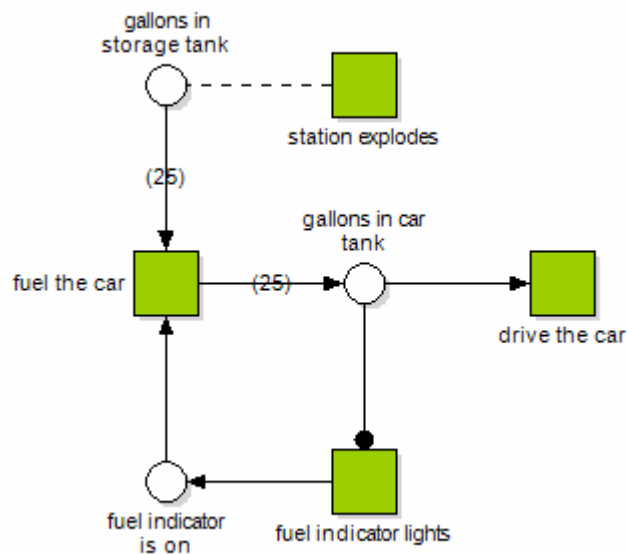 gallons in
storage tank
station explodes
(25)
gallons in car
tank
fuel the car
(25)
drive the car
fuel indicator
is on
fuel indicator lights